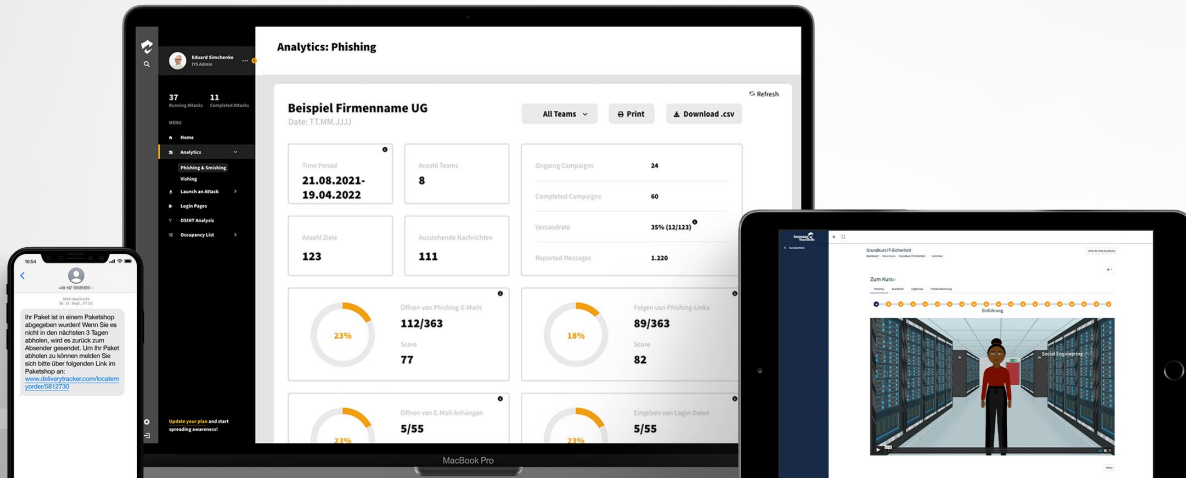 Analytics: Phishing
Eduard Simchenko
IYS Admin
37
11
Running Attacks
Completed Attacks
MENU
Home
Analytics
Phishing & Smishing
Vishing
Launch an Attack
Login Pages
OSINT Analysis
Occupancy List
Update your plan and start
spreading awareness!
Refresh
Beispiel Firmenname UG
Date: TT.MM.JJJJ
All Teams
Print
Download .csv
Time Period
21.08.2021-
19.04.2022
Anzahl Teams
8
Anzahl Ziele
123
Ausstehende Nachrichten
111
Ongoing Campaigns 24
Completed Campaigns 60
Versandrate 35% (12/123)
Reported Messages 1.220
23%
Öffnen von Phishing-E-Mails
112/363
Score
77
18%
Folgen von Phishing-Links
89/363
Score
82
23%
Öffnen von E-Mail-Anhängen
5/55
23%
Eingeben von Login-Daten
5/55
MacBook Pro
16:54
Ihr Paket ist in einem Paketshop
abgegeben wurden! Wenn Sie es
nicht in den nächsten 3 Tagen
abholen, wird es zurück zum
Absender gesendet. Um Ihr Paket
abholen zu können melden Sie
sich bitte über folgenden Link im
Paketshop an:
www.deliverytracker.com/locatem
yorder/5812730
Grundkurs IT-Sicherheit
Zum Kurs
Einführung
Social Engineering